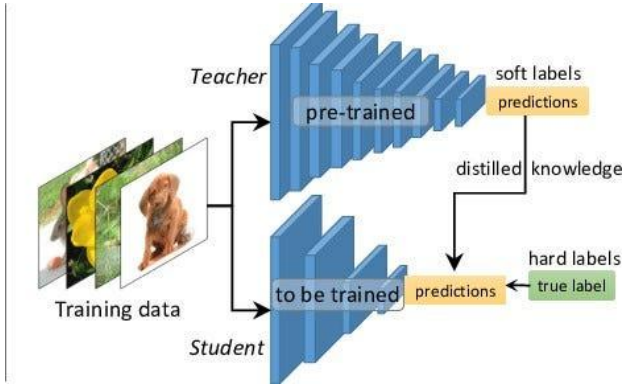 Teacher
soft labels
pre-trained
predictions
distilled knowledge
hard labels
to be trained
predictions
true label
Training data
Student